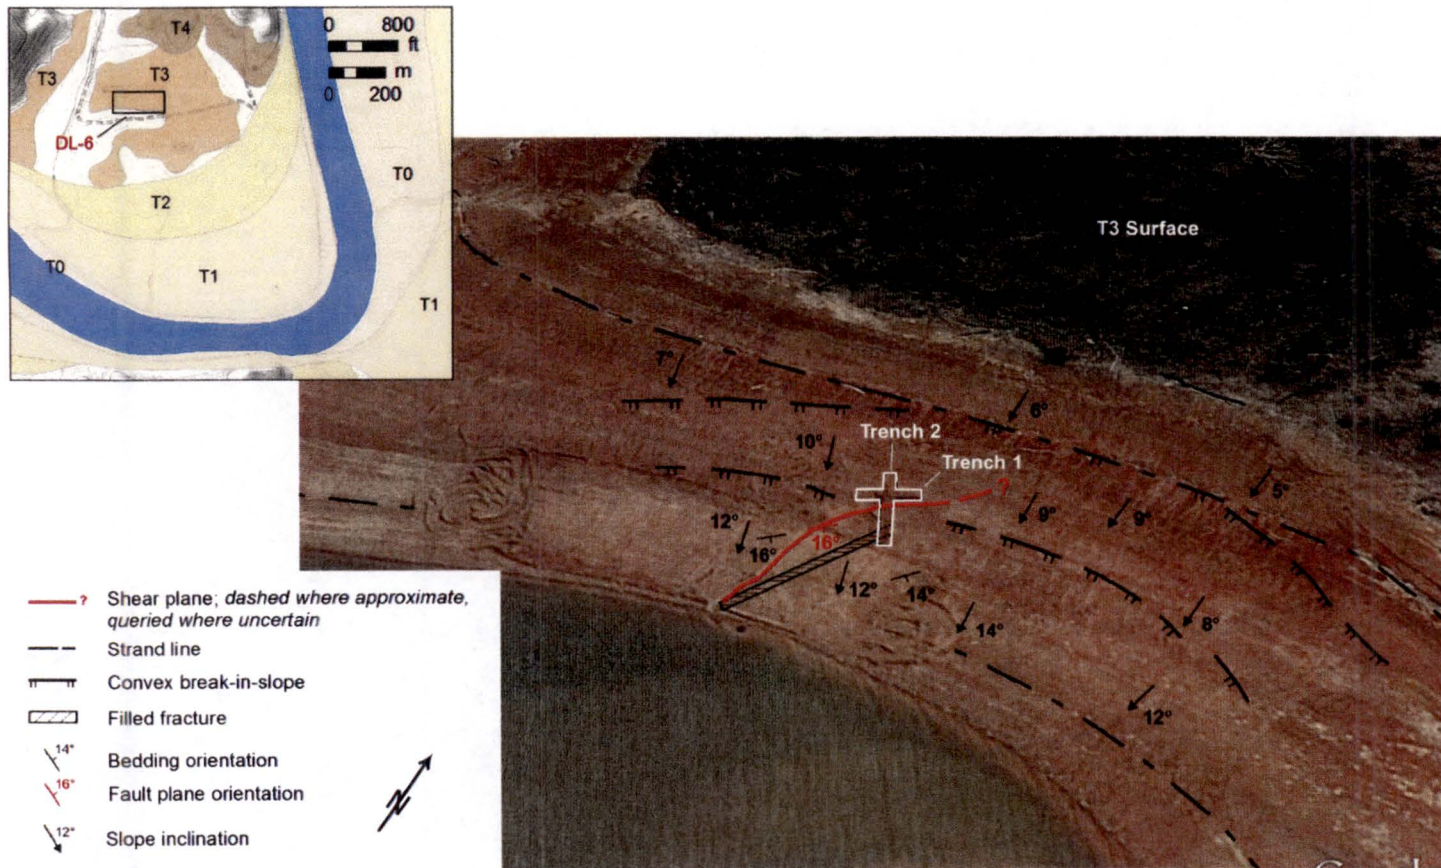 0 800
ft
m
0 200
T4
T3
T3
DL-6
T0
T2
T0
T1
T1
T3 Surface
7°
6°
10°
Trench 2
Trench 1
?
5°
9°
9°
12°
16°
16°
12°
14°
14°
8°
12°
? Shear plane; dashed where approximate,
queried where uncertain
Strand line
Convex break-in-slope
Filled fracture
14° Bedding orientation
16° Fault plane orientation
12° Slope inclination
N